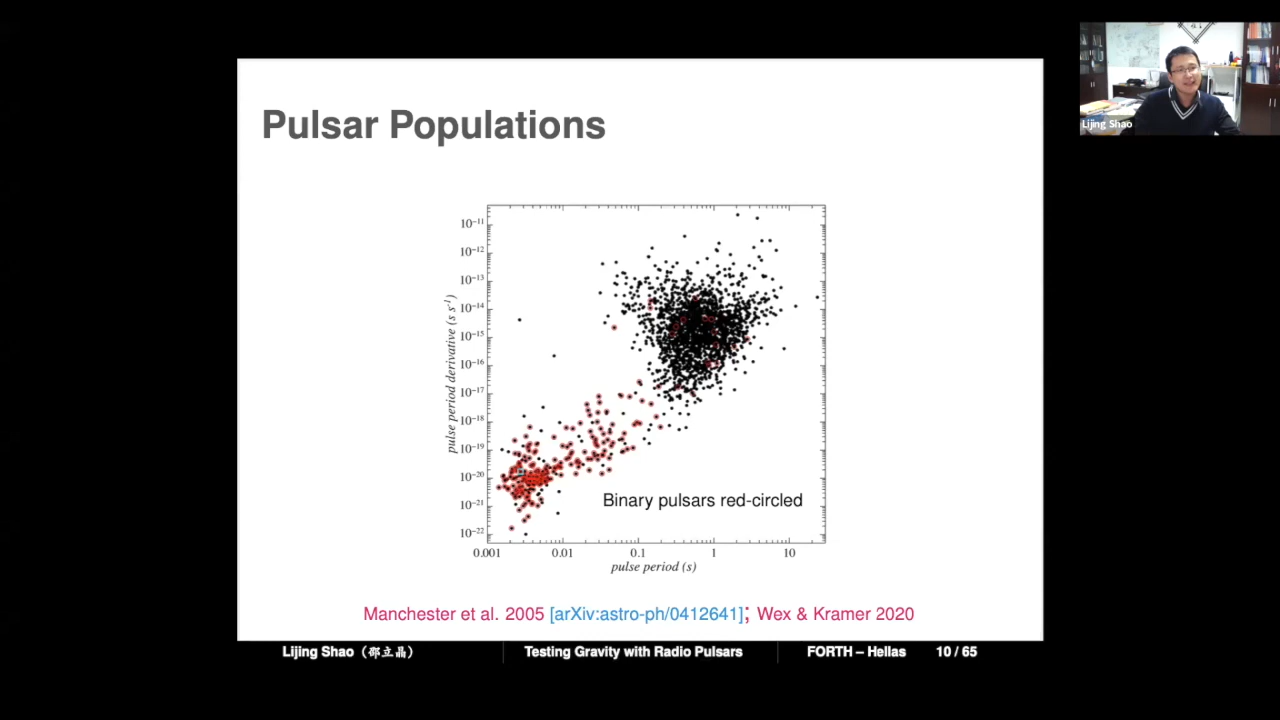 Lijing Shao
Pulsar Populations
10⁻¹¹
10⁻¹²
10⁻¹³
10⁻¹⁴
10⁻¹⁵
10⁻¹⁶
10⁻¹⁷
10⁻¹⁸
10⁻¹⁹
10⁻²⁰
10⁻²¹
10⁻²²
pulse period derivative (s s⁻¹)
Binary pulsars red-circled
0.001 0.01 0.1 1 10
pulse period (s)
Manchester et al. 2005 [arXiv:astro-ph/0412641]; Wex & Kramer 2020
Lijing Shao (邵立晶) Testing Gravity with Radio Pulsars FORTH – Hellas 10 / 65